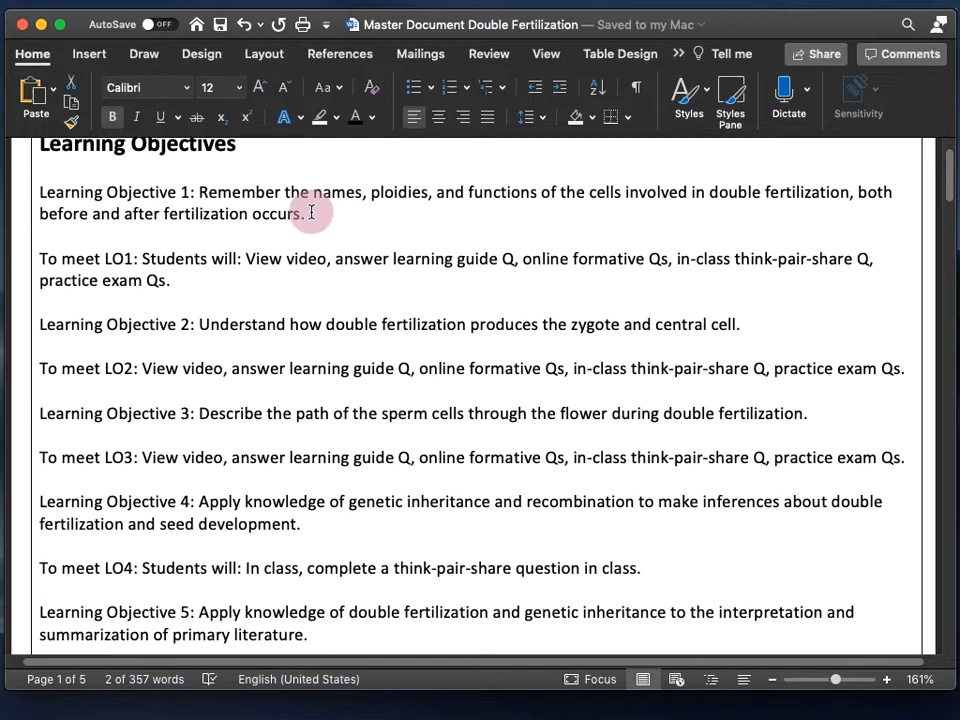 AutoSave OFF Master Document Double Fertilization — Saved to my Mac
Home Insert Draw Design Layout References Mailings Review View Table Design >> Tell me Share Comments
Calibri 12 Aa
Paste B I U ab x2 x2 A A Styles Styles Pane Dictate Sensitivity
Learning Objectives
Learning Objective 1: Remember the names, ploidies, and functions of the cells involved in double fertilization, both
before and after fertilization occurs.
To meet LO1: Students will: View video, answer learning guide Q, online formative Qs, in-class think-pair-share Q,
practice exam Qs.
Learning Objective 2: Understand how double fertilization produces the zygote and central cell.
To meet LO2: View video, answer learning guide Q, online formative Qs, in-class think-pair-share Q, practice exam Qs.
Learning Objective 3: Describe the path of the sperm cells through the flower during double fertilization.
To meet LO3: View video, answer learning guide Q, online formative Qs, in-class think-pair-share Q, practice exam Qs.
Learning Objective 4: Apply knowledge of genetic inheritance and recombination to make inferences about double
fertilization and seed development.
To meet LO4: Students will: In class, complete a think-pair-share question in class.
Learning Objective 5: Apply knowledge of double fertilization and genetic inheritance to the interpretation and
summarization of primary literature.
Page 1 of 5 2 of 357 words English (United States) Focus 161%